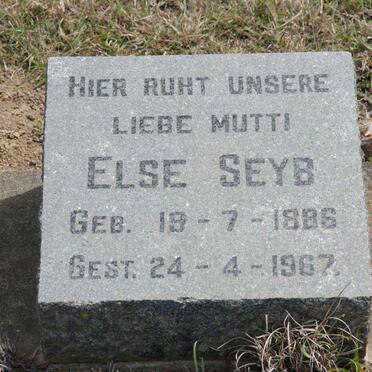 HIER RUHT UNSERE
LIEBE MUTTI
ELSE SEYB
GEB. 19 - 7 - 1886
GEST. 24 - 4 - 1967.